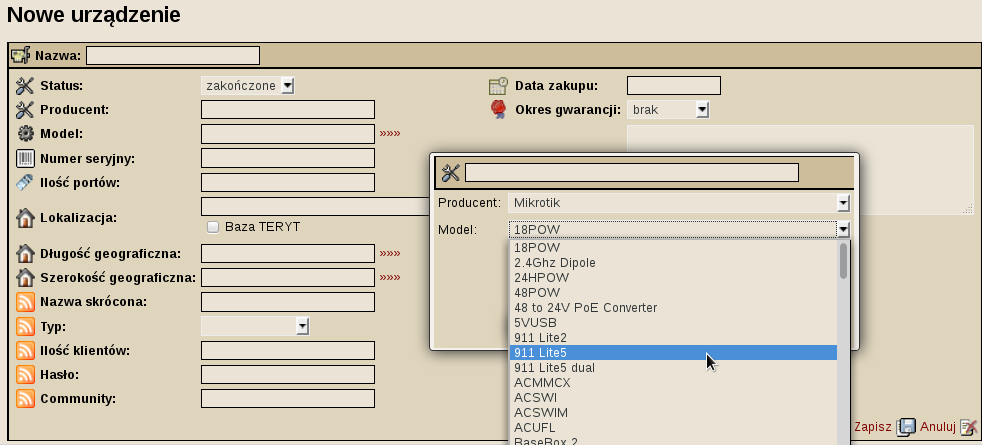 Nowe urządzenie
Nazwa:
Status: zakończone Data zakupu:
Producent: Okres gwarancji: brak
Model: »»»
Numer seryjny:
Ilość portów:
Lokalizacja:
Baza TERYT
Długość geograficzna: »»»
Szerokość geograficzna: »»»
Nazwa skrócona:
Typ:
Ilość klientów:
Hasło:
Community:
Producent: Mikrotik
Model: 18POW
18POW
2.4Ghz Dipole
24HPOW
48POW
48 to 24V PoE Converter
5VUSB
911 Lite2
911 Lite5
911 Lite5 dual
ACMMCX
ACSWI
ACSWIM
ACUFL
BaseBox 2
Zapisz Anuluj